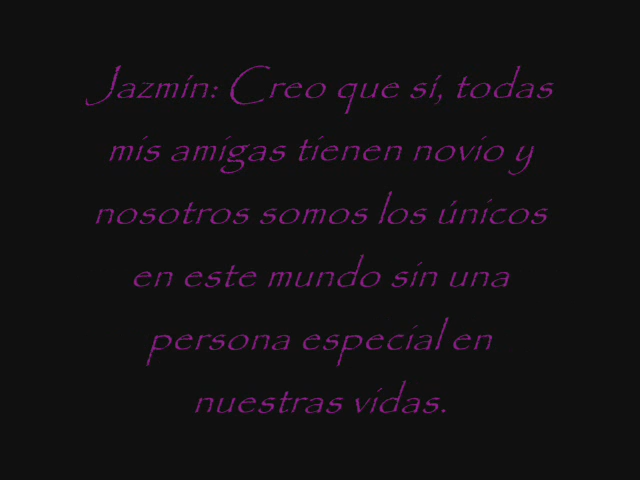 Jazmín: Creo que sí, todas
mis amigas tienen novio y
nosotros somos los únicos
en este mundo sin una
persona especial en
nuestras vidas.